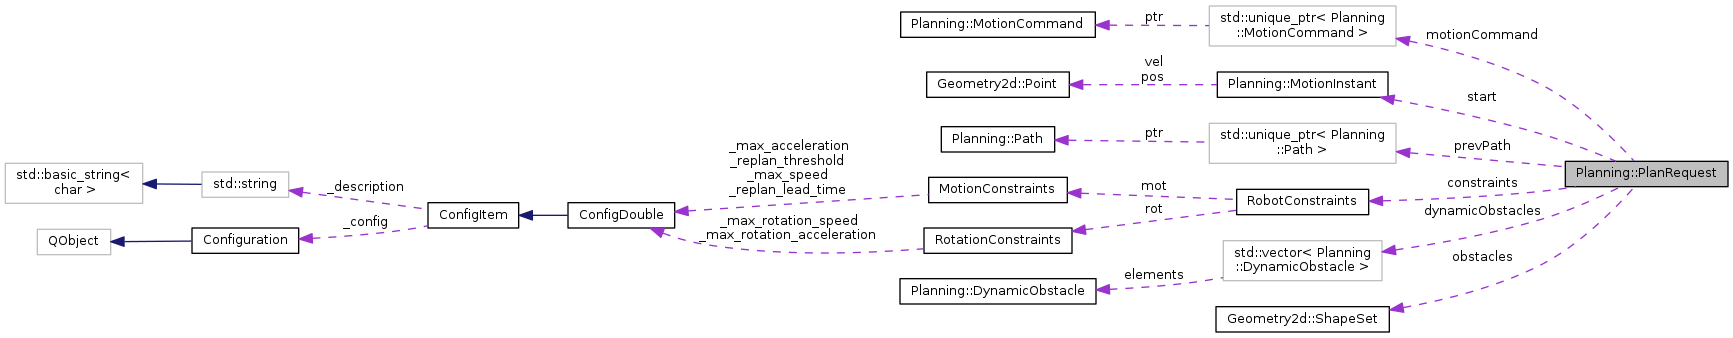 Planning::MotionCommand
ptr
std::unique_ptr< Planning
::MotionCommand >
motionCommand
Geometry2d::Point
vel
pos
Planning::MotionInstant
start
Planning::Path
ptr
std::unique_ptr< Planning
::Path >
prevPath
Planning::PlanRequest
std::basic_string<
char >
std::string
_description
_config
QObject
Configuration
ConfigItem
ConfigDouble
_max_acceleration
_replan_threshold
_max_speed
_replan_lead_time
_max_rotation_speed
_max_rotation_acceleration
MotionConstraints
RotationConstraints
mot
rot
RobotConstraints
constraints
dynamicObstacles
Planning::DynamicObstacle
elements
std::vector< Planning
::DynamicObstacle >
obstacles
Geometry2d::ShapeSet